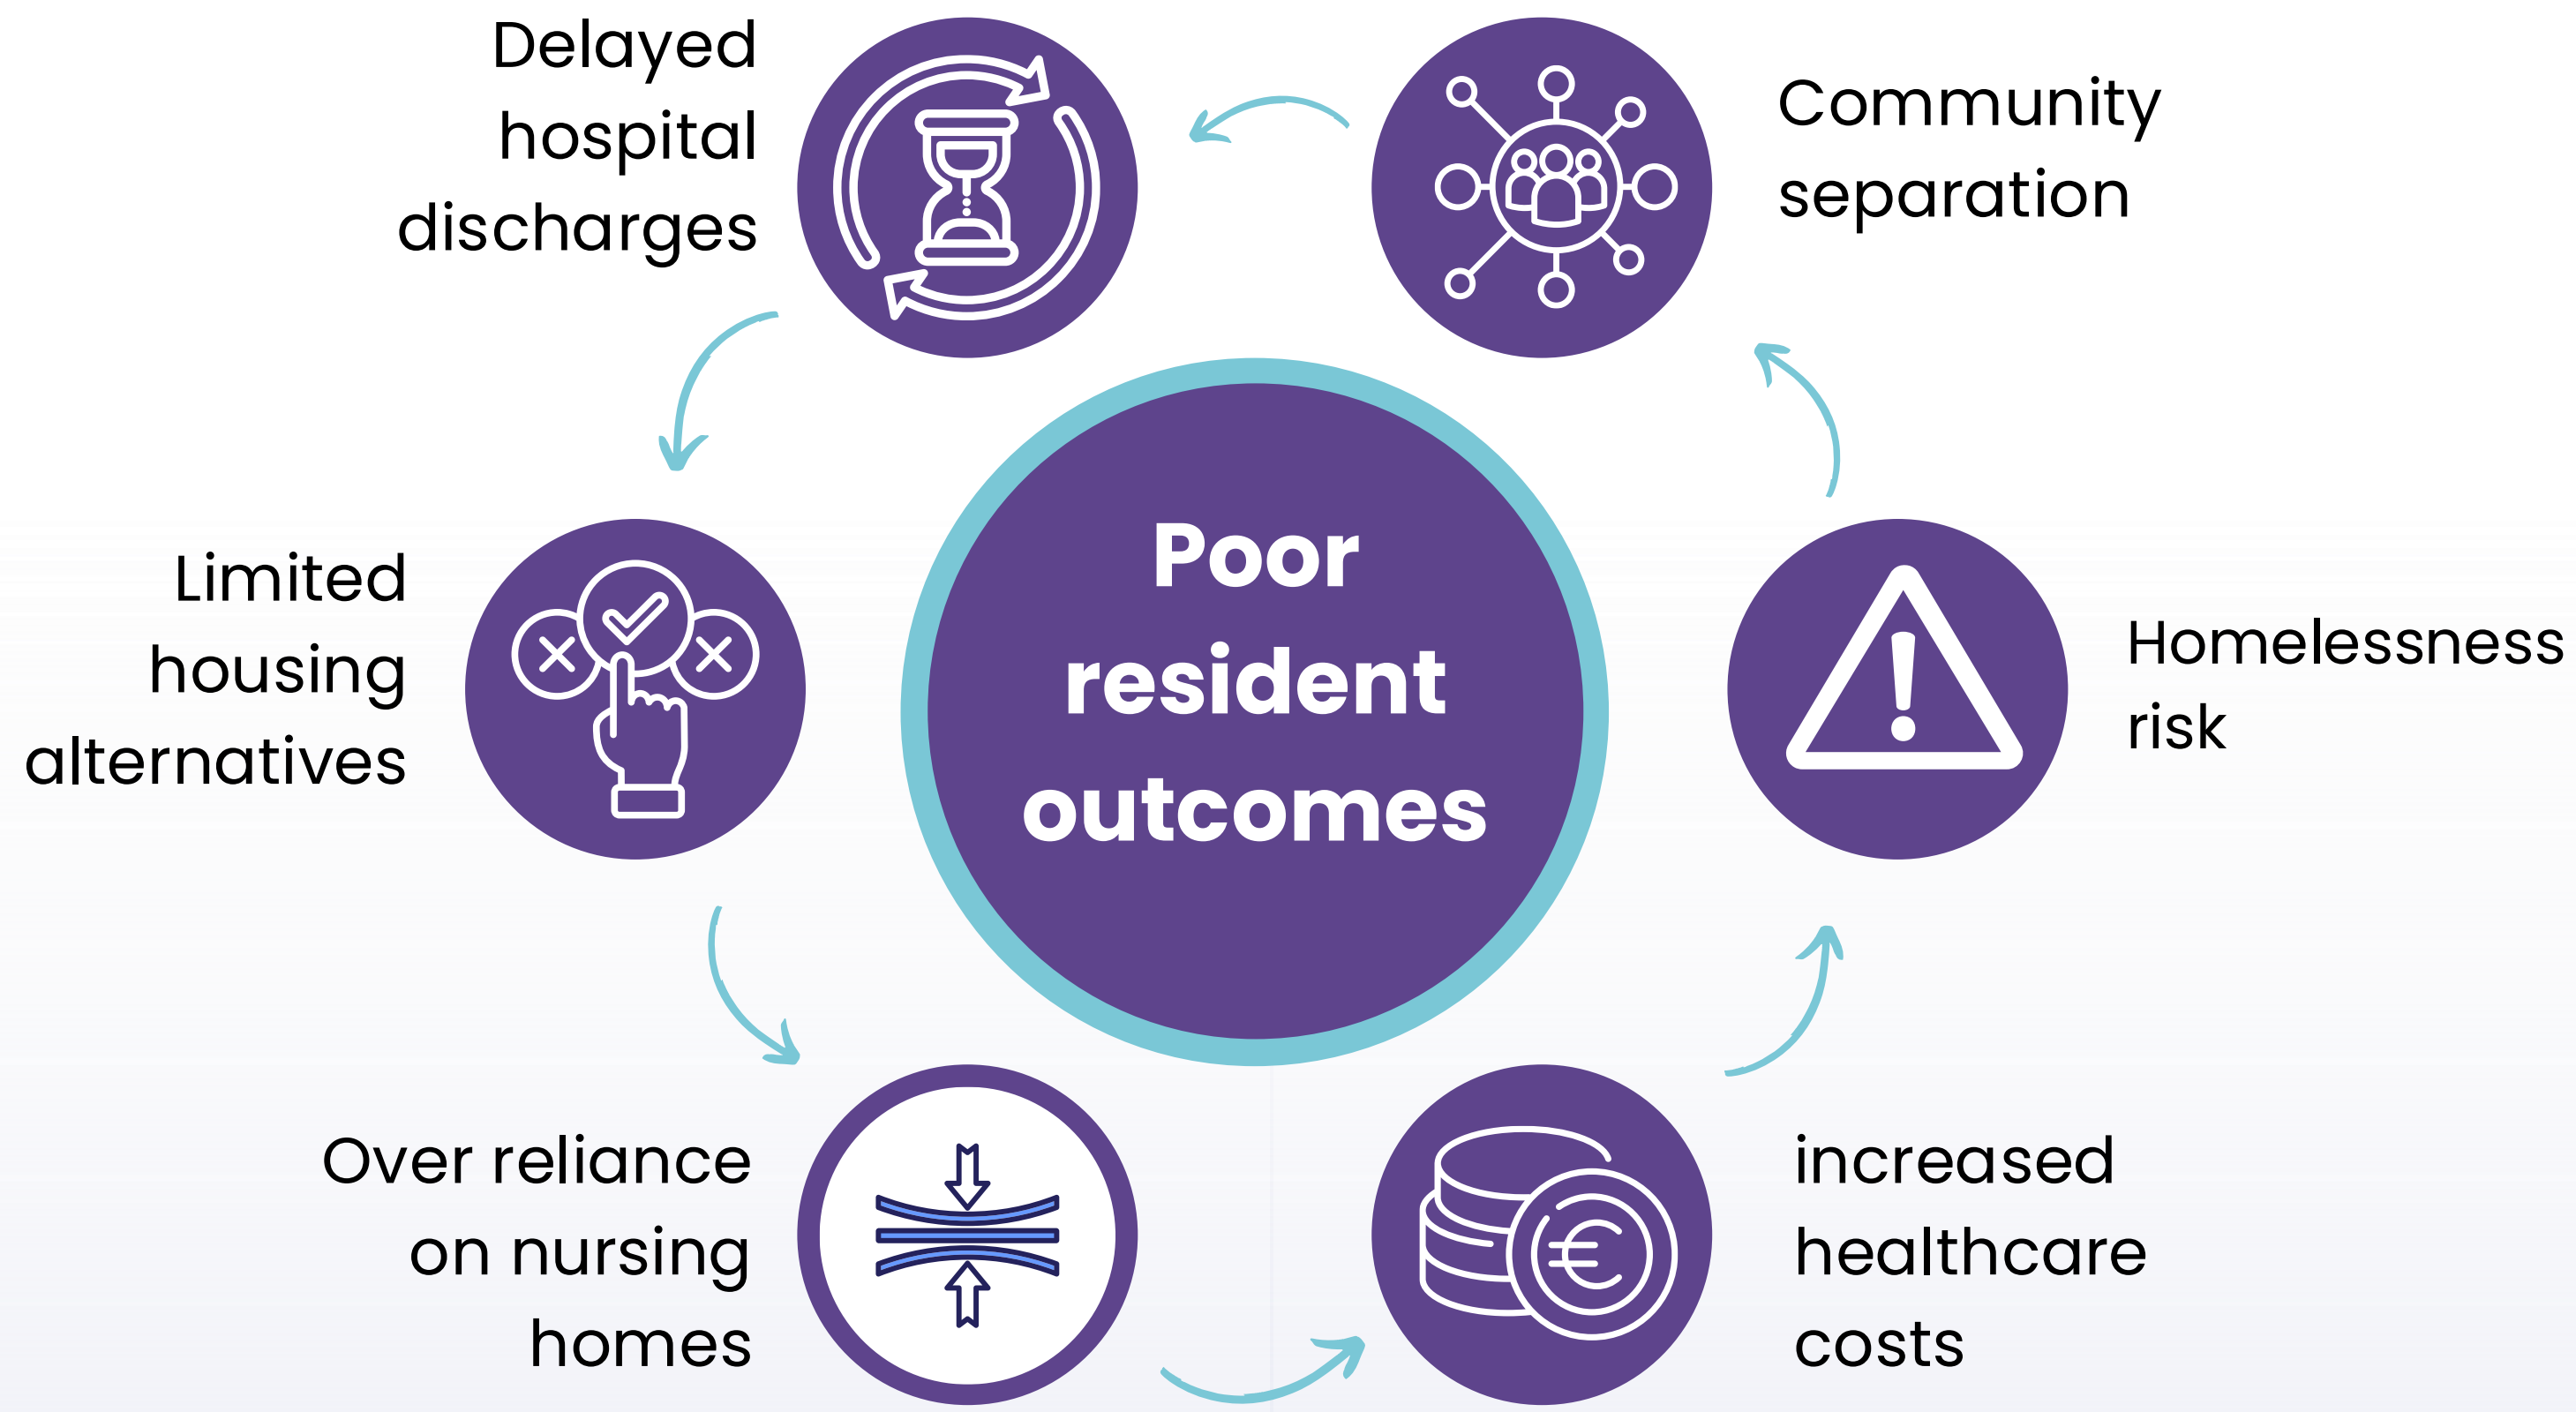 Delayed
hospital
discharges
Community
separation
Limited
housing
alternatives
Poor
resident
outcomes
Homelessness
risk
Over reliance
on nursing
homes
increased
healthcare
costs